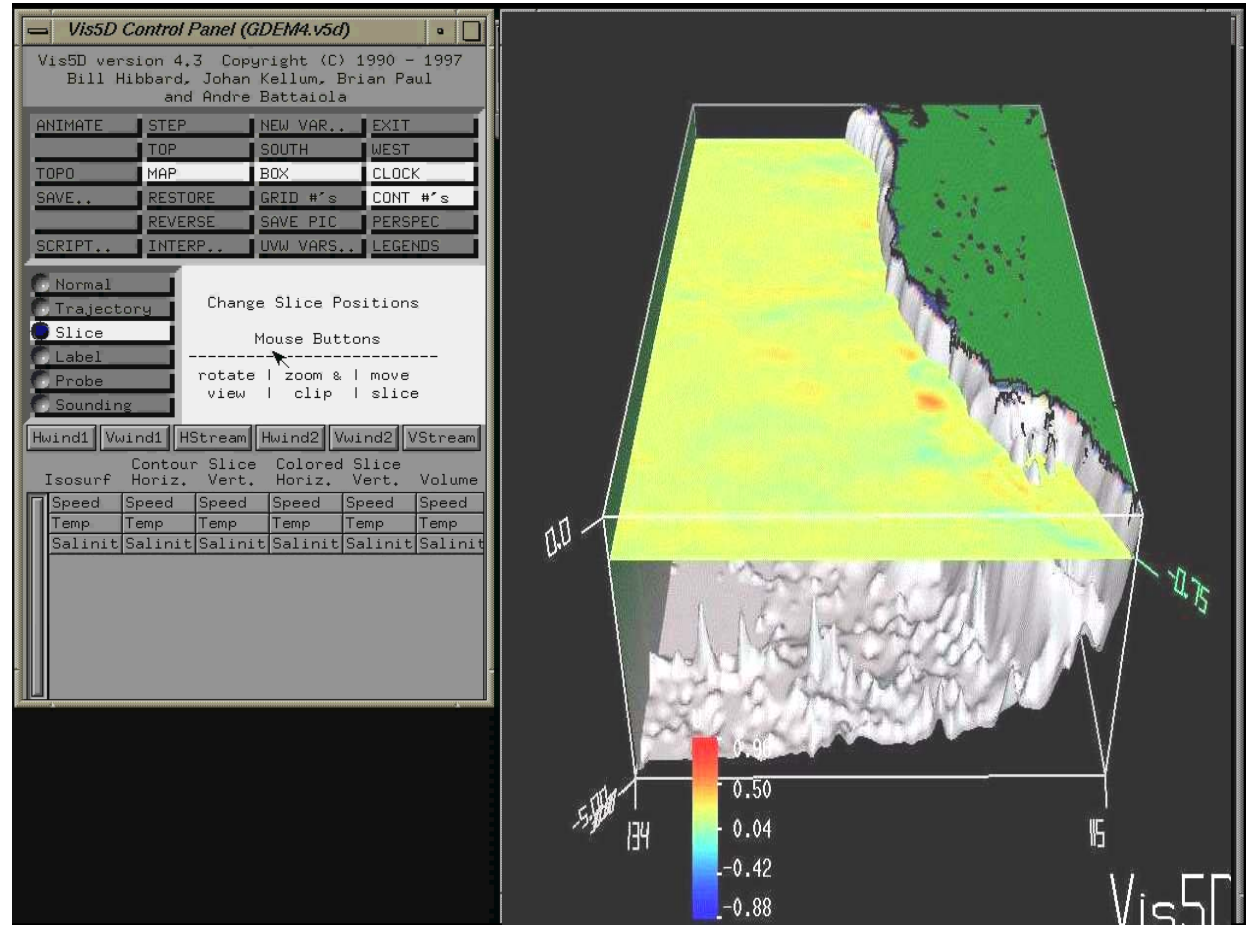 Vis5D Control Panel (GDEM4.v5d)
Vis5D version 4.3 Copyright (C) 1990 - 1997
Bill Hibbard, Johan Kellum, Brian Paul
and Andre Battaiola
ANIMATE STEP NEW VAR.. EXIT
TOP SOUTH WEST
TOPO MAP BOX CLOCK
SAVE.. RESTORE GRID #'s CONT #'s
REVERSE SAVE PIC PERSPEC
SCRIPT.. INTERP.. UVW VARS.. LEGENDS
Normal
Trajectory
Slice
Label
Probe
Sounding
Change Slice Positions
Mouse Buttons
rotate | zoom & | move
view | clip | slice
Hwind1 Vwind1 HStream Hwind2 Vwind2 VStream
Contour Slice Colored Slice
Isosurf Horiz. Vert. Horiz. Vert. Volume
Speed Speed Speed Speed Speed Speed
Temp Temp Temp Temp Temp Temp
Salinit Salinit Salinit Salinit Salinit Salinit
0.0
-0.75
-5.00
134
115
0.96
0.50
0.04
-0.42
-0.88
Vis5D